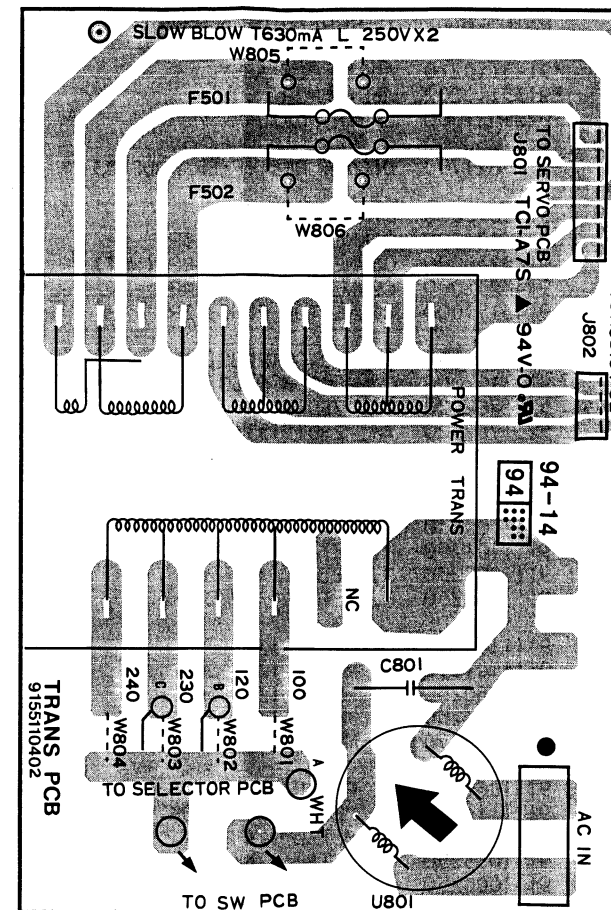 SLOW BLOW T630mA L 250VX2
W805
F501
F502
W806
TO SERVO PCB
J801
TCI-A7S ▲ 94V-0
J802
POWER TRANS
94-14
94
NC
C801
240
230
120
100
C
B
A
W804
W803
W802
W801
WHT
TRANS PCB
9155110402
TO SELECTOR PCB
AC IN
TO SW PCB
U801